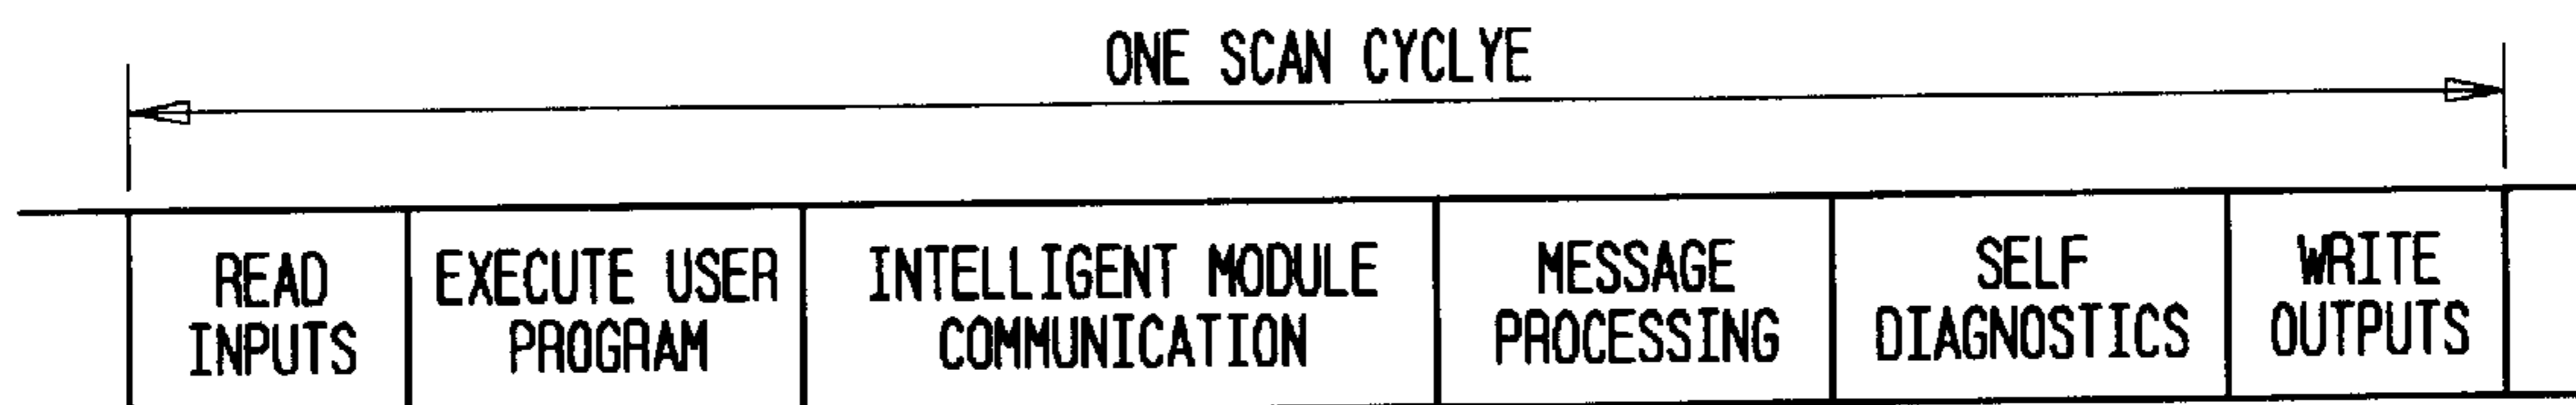 ONE SCAN CYCLYE
READ
INPUTS
EXECUTE USER
PROGRAM
INTELLIGENT MODULE
COMMUNICATION
MESSAGE
PROCESSING
SELF
DIAGNOSTICS
WRITE
OUTPUTS